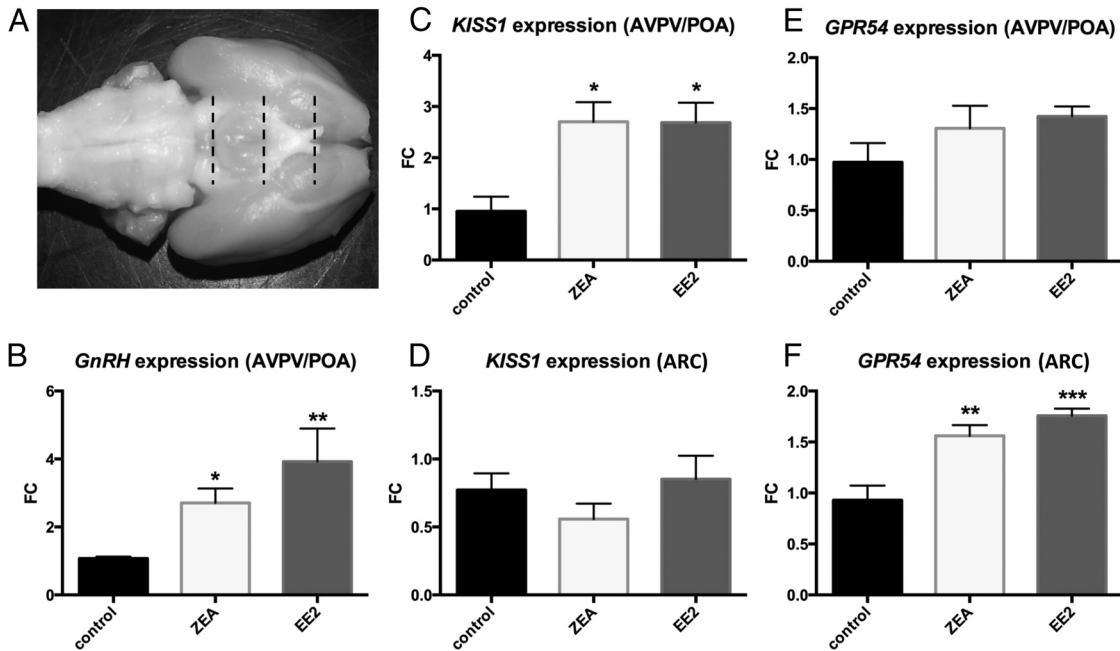 A
B
GnRH expression (AVPV/POA)
FC
6
4
2
0
control
ZEA
EE2
*
**
C
KISS1 expression (AVPV/POA)
FC
4
3
2
1
0
control
ZEA
EE2
*
*
D
KISS1 expression (ARC)
FC
1.5
1.0
0.5
0.0
control
ZEA
EE2
E
GPR54 expression (AVPV/POA)
FC
2.0
1.5
1.0
0.5
0.0
control
ZEA
EE2
F
GPR54 expression (ARC)
FC
2.0
1.5
1.0
0.5
0.0
control
ZEA
EE2
**
***